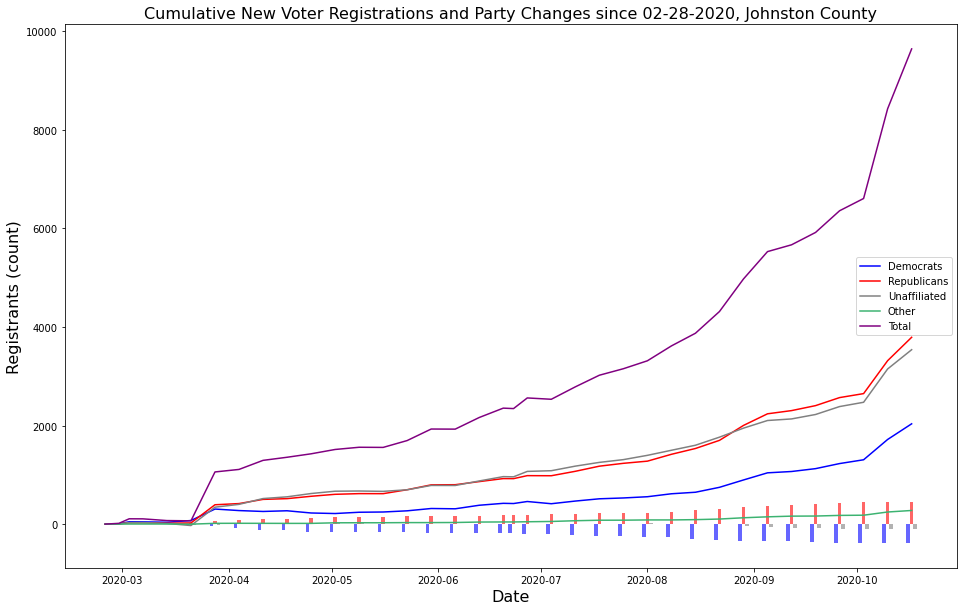 Cumulative New Voter Registrations and Party Changes since 02-28-2020, Johnston County
10000
8000
6000
4000
2000
0
Registrants (count)
Democrats
Republicans
Unaffiliated
Other
Total
2020-03 2020-04 2020-05 2020-06 2020-07 2020-08 2020-09 2020-10
Date